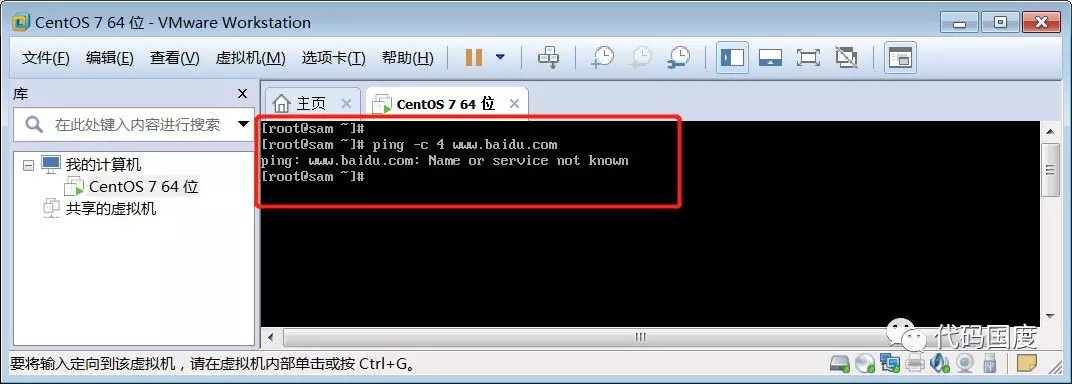 CentOS 7 64 位 - VMware Workstation
文件(F) 编辑(E) 查看(V) 虚拟机(M) 选项卡(T) 帮助(H)
库
主页
CentOS 7 64 位
在此处键入内容进行搜索
我的计算机
CentOS 7 64 位
共享的虚拟机
[root@sam ~]#
[root@sam ~]# ping -c 4 www.baidu.com
ping: www.baidu.com: Name or service not known
[root@sam ~]#
代码国度
要将输入定向到该虚拟机，请在虚拟机内部单击或按 Ctrl+G。